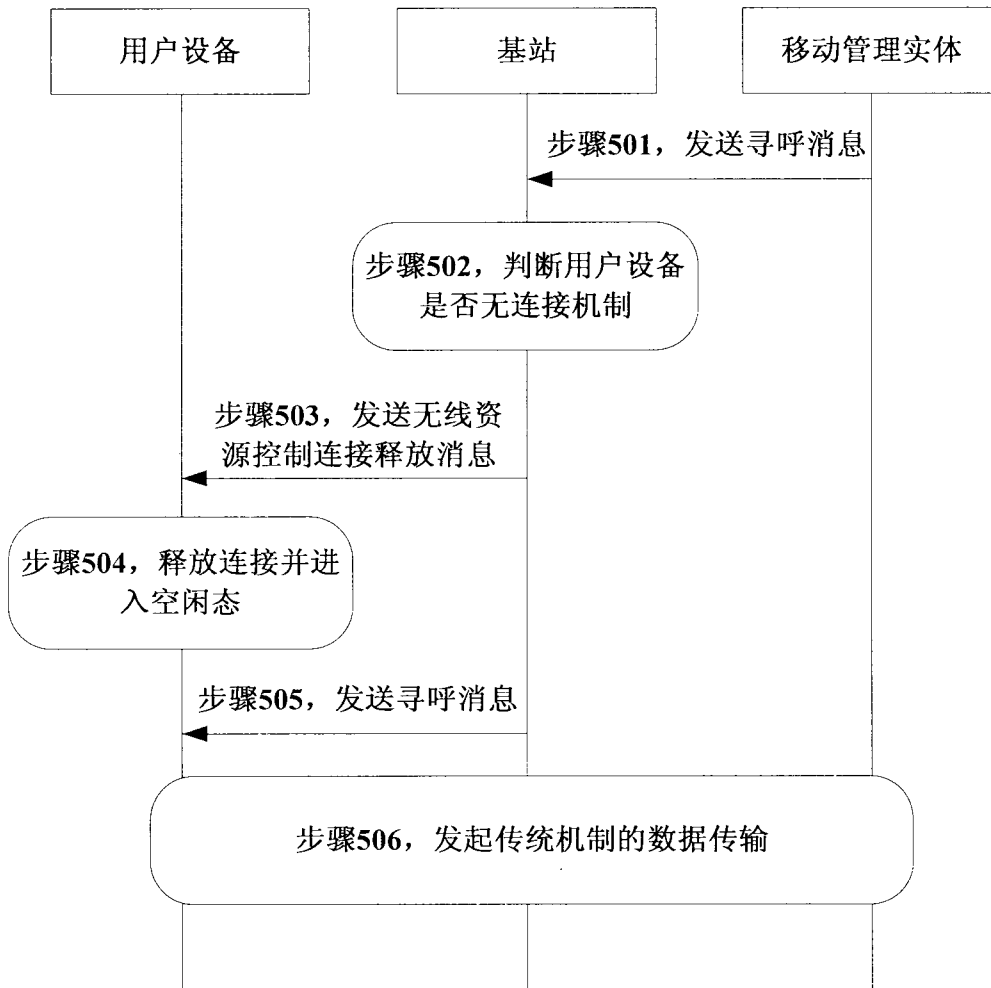 用户设备
基站
移动管理实体
步骤501，发送寻呼消息
步骤502，判断用户设备
是否无连接机制
步骤503，发送无线资
源控制连接释放消息
步骤504，释放连接并进
入空闲态
步骤505，发送寻呼消息
步骤506，发起传统机制的数据传输